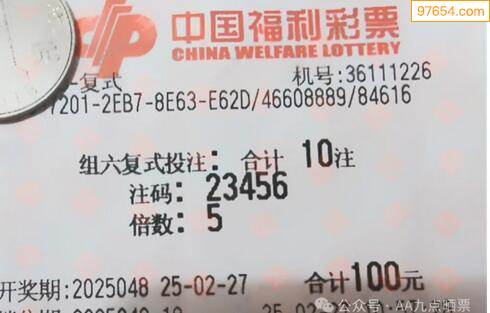 97654.com
中国福利彩票
CHINA WELFARE LOTTERY
-复式
机号:36111226
7201-2EB7-8E63-E62D/46608889/84616
组六复式投注: 合计 10注
注码: 23456
倍数: 5
开奖期:2025048 25-02-27 合计100元
公众号·AA九点晒票